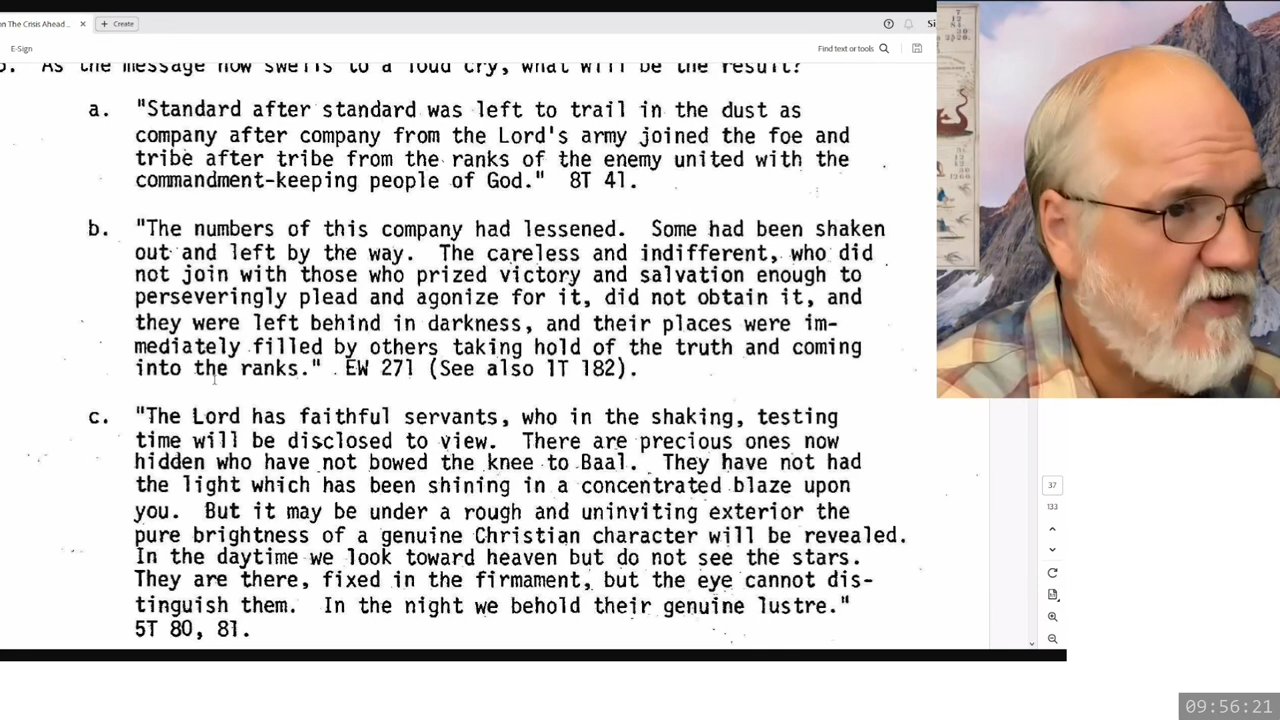 on The Crisis Ahead...
Create
E-Sign
Find text or tools
As the message now swells to a loud cry, what will be the result?
a. "Standard after standard was left to trail in the dust as
company after company from the Lord's army joined the foe and
tribe after tribe from the ranks of the enemy united with the
commandment-keeping people of God." 8T 41.
b. "The numbers of this company had lessened. Some had been shaken
out and left by the way. The careless and indifferent, who did
not join with those who prized victory and salvation enough to
perseveringly plead and agonize for it, did not obtain it, and
they were left behind in darkness, and their places were im-
mediately filled by others taking hold of the truth and coming
into the ranks." EW 271 (See also 1T 182).
c. "The Lord has faithful servants, who in the shaking, testing
time will be disclosed to view. There are precious ones now
hidden who have not bowed the knee to Baal. They have not had
the light which has been shining in a concentrated blaze upon
you. But it may be under a rough and uninviting exterior the
pure brightness of a genuine Christian character will be revealed.
In the daytime we look toward heaven but do not see the stars.
They are there, fixed in the firmament, but the eye cannot dis-
tinguish them. In the night we behold their genuine lustre."
5T 80, 81.
37
133
09:56:21